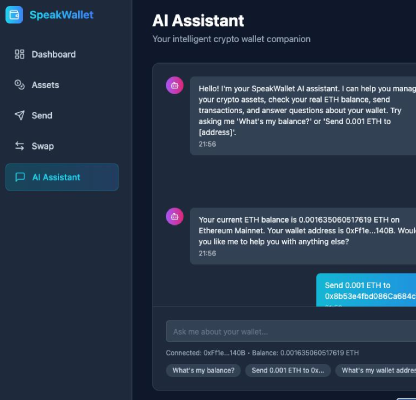 SpeakWallet
Dashboard
Assets
Send
Swap
AI Assistant
AI Assistant
Your intelligent crypto wallet companion
Hello! I'm your SpeakWallet AI assistant. I can help you manag
your crypto assets, check your real ETH balance, send
transactions, and answer questions about your wallet. Try
asking me 'What's my balance?' or 'Send 0.001 ETH to
[address]'.
21:56
Your current ETH balance is 0.001635060517619 ETH on
Ethereum Mainnet. Your wallet address is 0xFf1e...140B. Woul
you like me to help you with anything else?
21:56
Send 0.001 ETH to
0x8b53e4fbd086Ca684c
Ask me about your wallet...
Connected: 0xFf1e...140B • Balance: 0.001635060517619 ETH
What's my balance?
Send 0.001 ETH to 0x...
What's my wallet addres